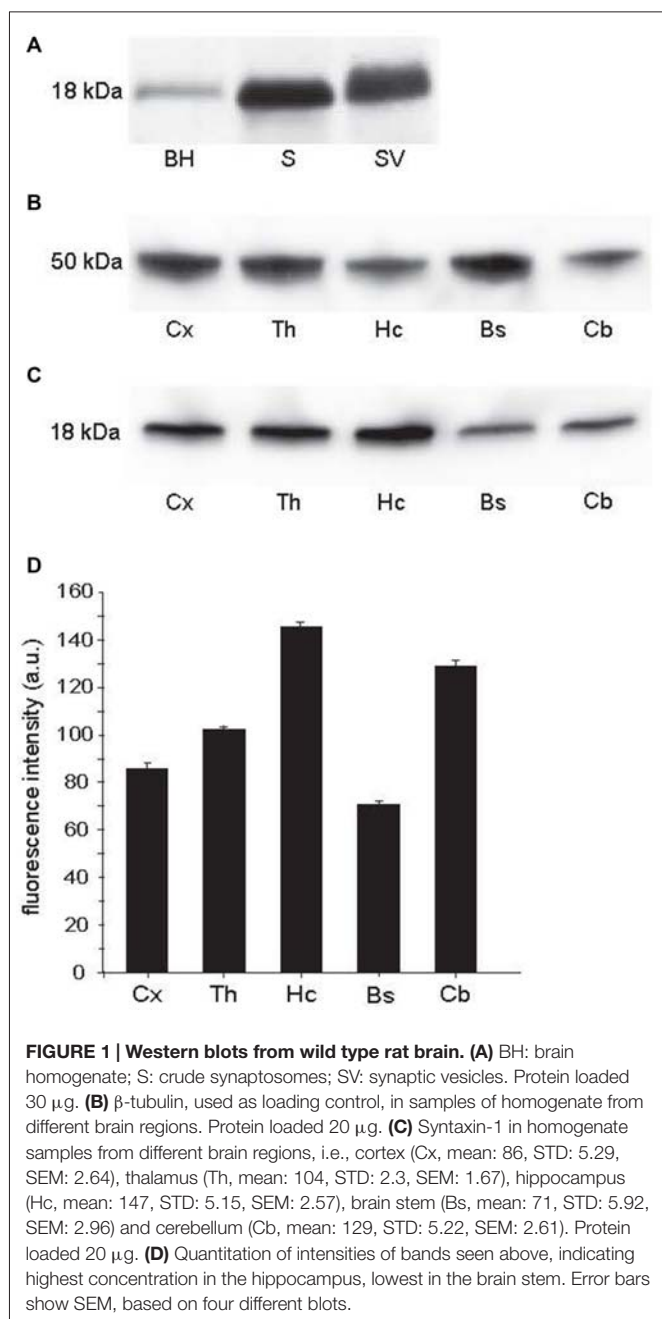 A
18 kDa
BH S SV
B
50 kDa
Cx Th Hc Bs Cb
C
18 kDa
Cx Th Hc Bs Cb
D
fluorescence intensity (a.u.)
160
140
120
100
80
60
40
20
0
Cx Th Hc Bs Cb
FIGURE 1 | Western blots from wild type rat brain. (A) BH: brain
homogenate; S: crude synaptosomes; SV: synaptic vesicles. Protein loaded
30 μg. (B) β-tubulin, used as loading control, in samples of homogenate from
different brain regions. Protein loaded 20 μg. (C) Syntaxin-1 in homogenate
samples from different brain regions, i.e., cortex (Cx, mean: 86, STD: 5.29,
SEM: 2.64), thalamus (Th, mean: 104, STD: 2.3, SEM: 1.67), hippocampus
(Hc, mean: 147, STD: 5.15, SEM: 2.57), brain stem (Bs, mean: 71, STD: 5.92,
SEM: 2.96) and cerebellum (Cb, mean: 129, STD: 5.22, SEM: 2.61). Protein
loaded 20 μg. (D) Quantitation of intensities of bands seen above, indicating
highest concentration in the hippocampus, lowest in the brain stem. Error bars
show SEM, based on four different blots.